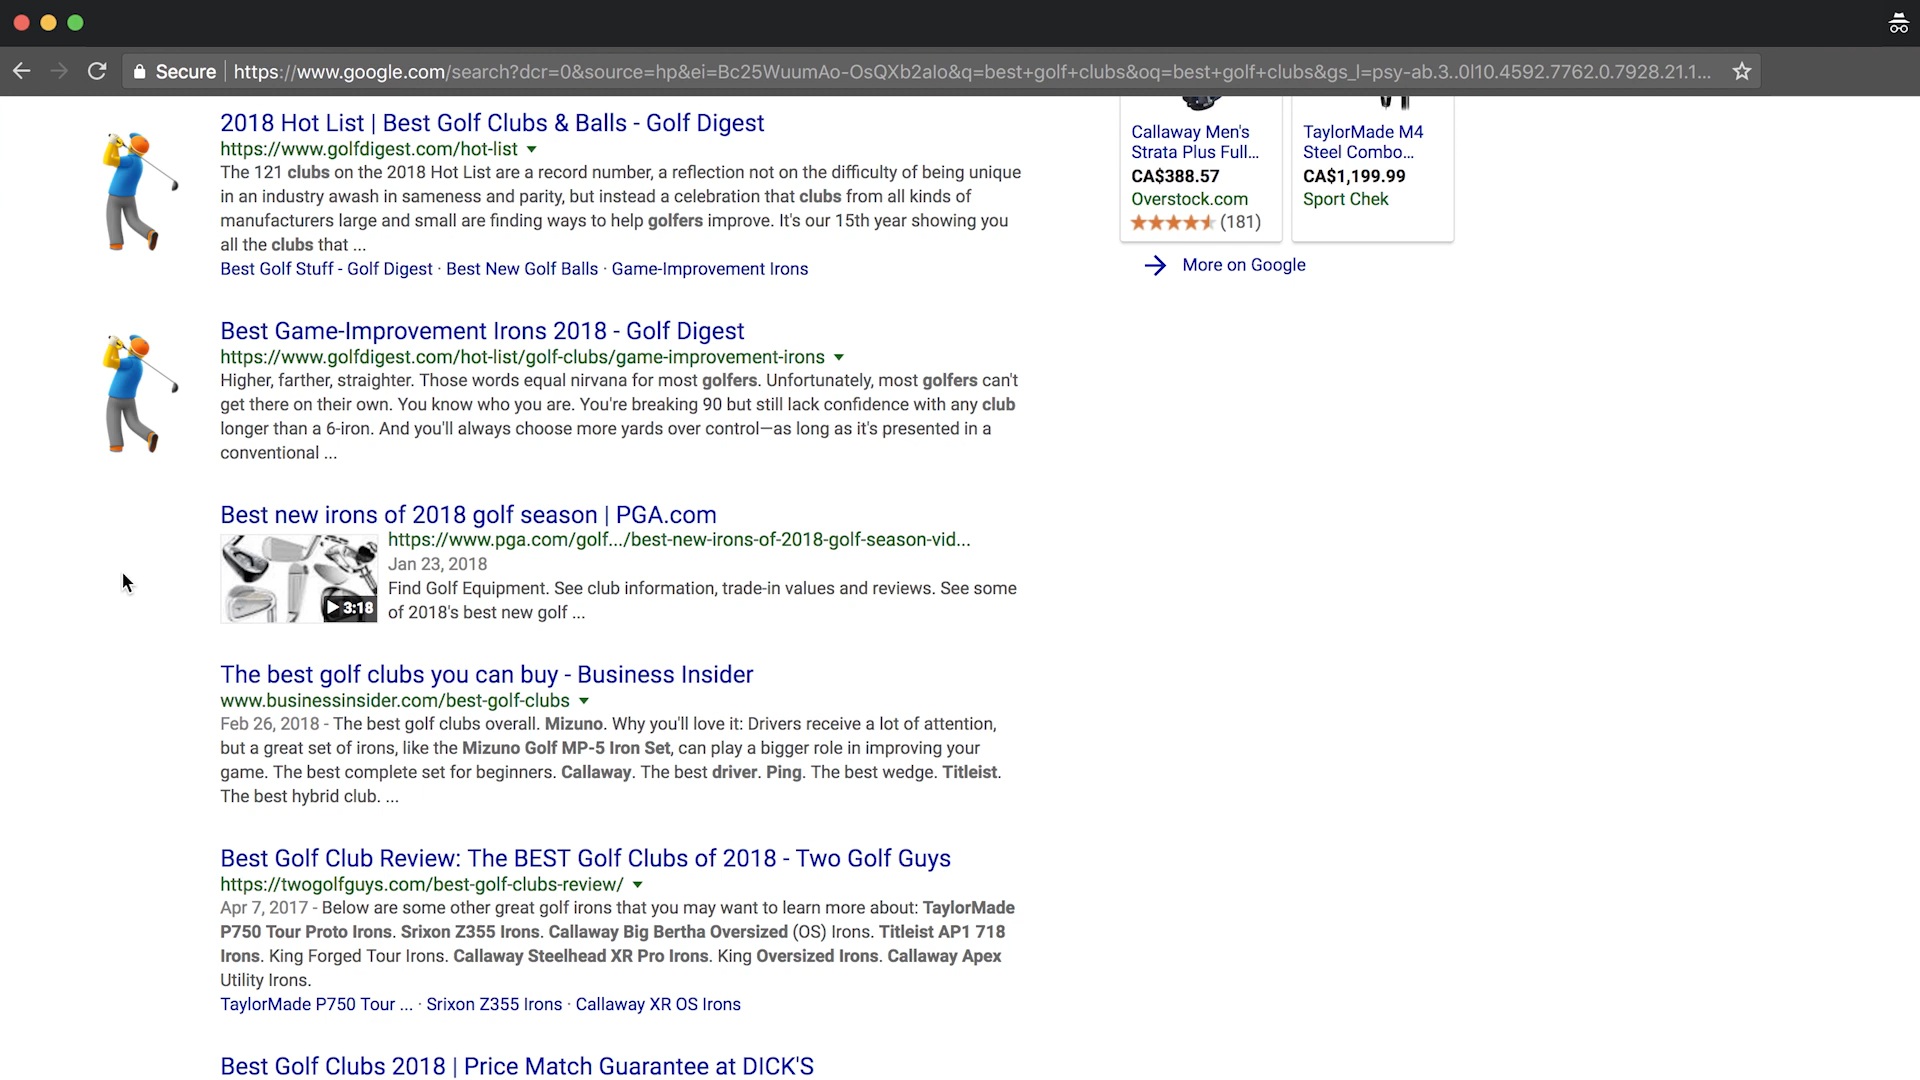 Secure
https://www.google.com/search?dcr=0&source=hp&ei=Bc25WuumAo-OsQXb2alo&q=best+golf+clubs&oq=best+golf+clubs&gs_l=psy-ab.3..0l10.4592.7762.0.7928.21.1...
2018 Hot List | Best Golf Clubs & Balls - Golf Digest
https://www.golfdigest.com/hot-list
The 121 clubs on the 2018 Hot List are a record number, a reflection not on the difficulty of being unique
in an industry awash in sameness and parity, but instead a celebration that clubs from all kinds of
manufacturers large and small are finding ways to help golfers improve. It's our 15th year showing you
all the clubs that ...
Best Golf Stuff - Golf Digest · Best New Golf Balls · Game-Improvement Irons
Best Game-Improvement Irons 2018 - Golf Digest
https://www.golfdigest.com/hot-list/golf-clubs/game-improvement-irons
Higher, farther, straighter. Those words equal nirvana for most golfers. Unfortunately, most golfers can't
get there on their own. You know who you are. You're breaking 90 but still lack confidence with any club
longer than a 6-iron. And you'll always choose more yards over control—as long as it's presented in a
conventional ...
Best new irons of 2018 golf season | PGA.com
https://www.pga.com/golf.../best-new-irons-of-2018-golf-season-vid...
Jan 23, 2018
Find Golf Equipment. See club information, trade-in values and reviews. See some
of 2018's best new golf ...
3:18
The best golf clubs you can buy - Business Insider
www.businessinsider.com/best-golf-clubs
Feb 26, 2018 - The best golf clubs overall. Mizuno. Why you'll love it: Drivers receive a lot of attention,
but a great set of irons, like the Mizuno Golf MP-5 Iron Set, can play a bigger role in improving your
game. The best complete set for beginners. Callaway. The best driver. Ping. The best wedge. Titleist.
The best hybrid club. ...
Best Golf Club Review: The BEST Golf Clubs of 2018 - Two Golf Guys
https://twogolfguys.com/best-golf-clubs-review/
Apr 7, 2017 - Below are some other great golf irons that you may want to learn more about: TaylorMade
P750 Tour Proto Irons. Srixon Z355 Irons. Callaway Big Bertha Oversized (OS) Irons. Titleist AP1 718
Irons. King Forged Tour Irons. Callaway Steelhead XR Pro Irons. King Oversized Irons. Callaway Apex
Utility Irons.
TaylorMade P750 Tour ... · Srixon Z355 Irons · Callaway XR OS Irons
Best Golf Clubs 2018 | Price Match Guarantee at DICK'S
Callaway Men's
Strata Plus Full...
CA$388.57
Overstock.com
(181)
TaylorMade M4
Steel Combo...
CA$1,199.99
Sport Chek
More on Google